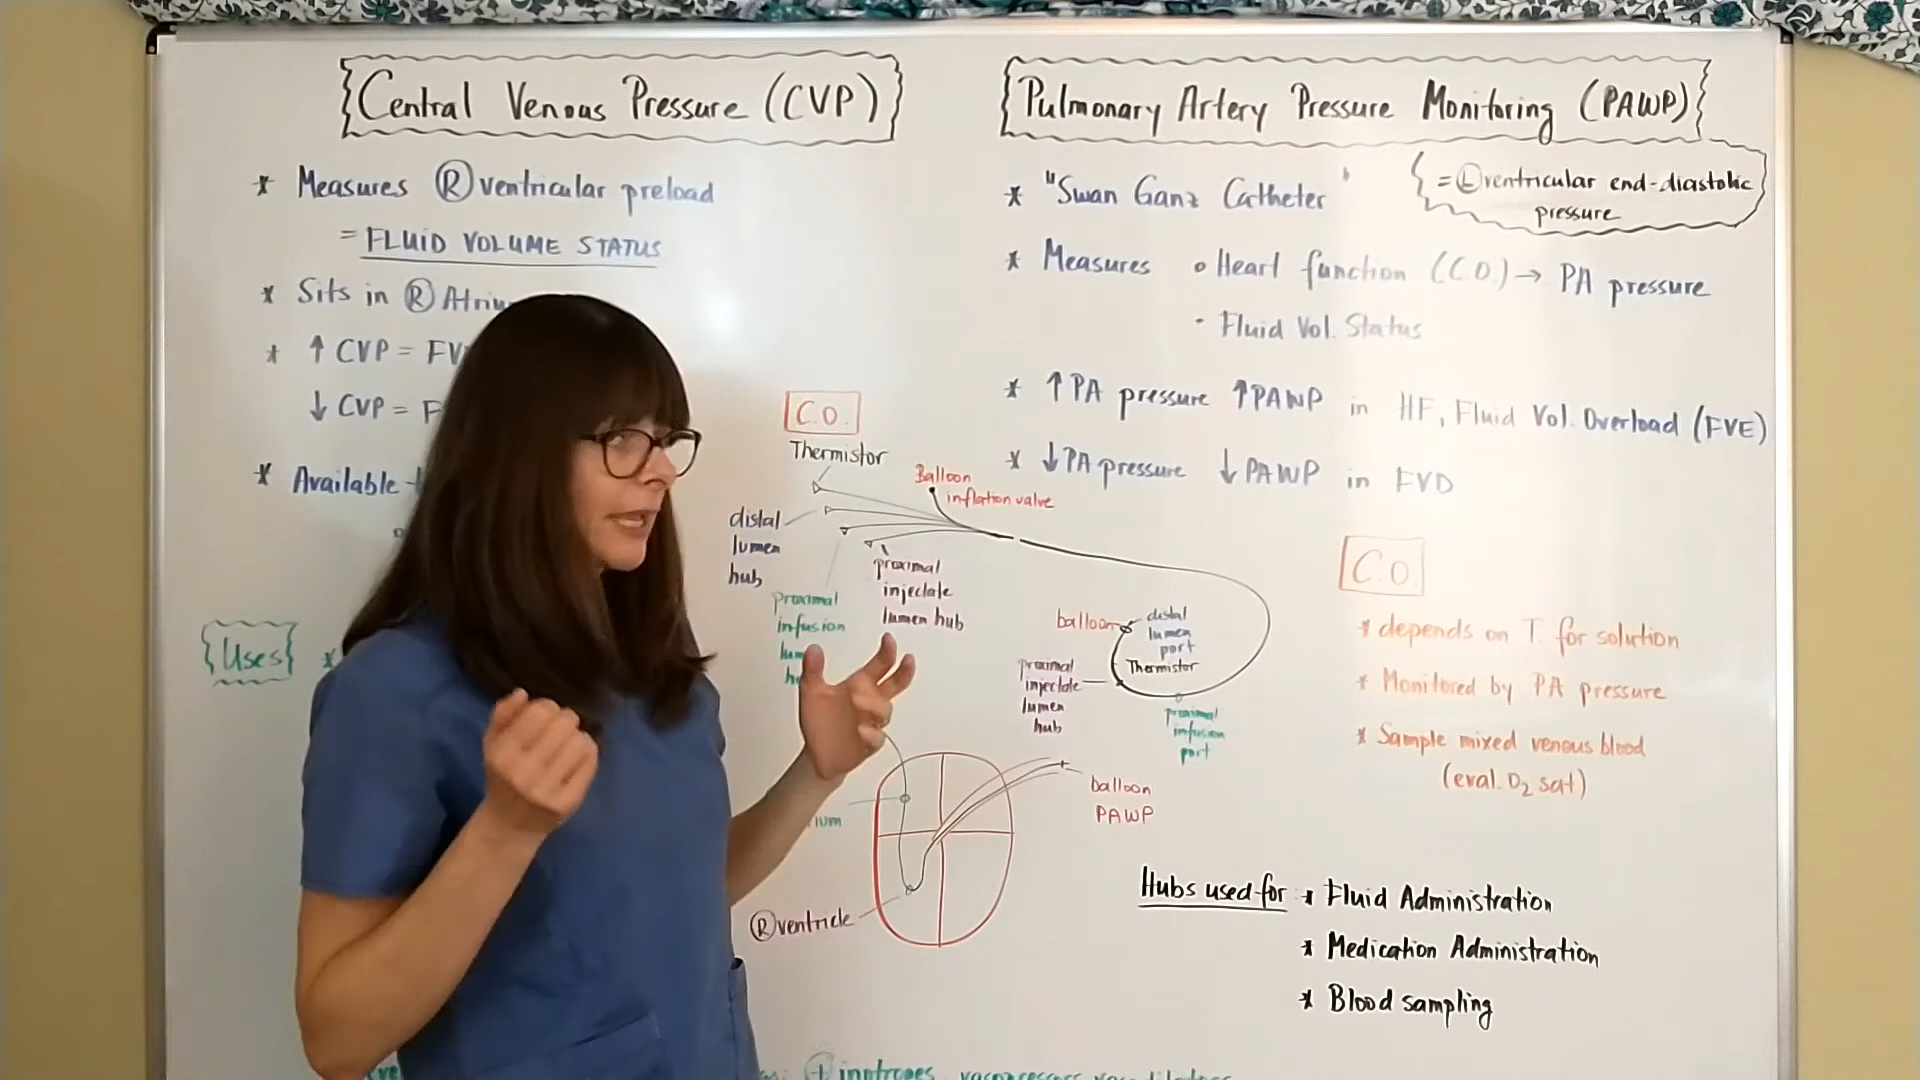 Central Venous Pressure (CVP)
* Measures Ⓡ ventricular preload
= FLUID VOLUME STATUS
* Sits in Ⓡ
* ↑ CVP =
↓ CVP =
* Available
Uses *
Pulmonary Artery Pressure Monitoring (PAWP)
* "Swan Ganz Catheter"
= Ⓛ ventricular end-diastolic
pressure
* Measures • Heart function (C.O.) → PA pressure
· Fluid Vol. Status
* ↑ PA pressure ↑ PAWP in HF, Fluid Vol. Overload (FVE)
* ↓ PA pressure ↓ PAWP in FVD
C.O.
Thermistor
Balloon
inflation valve
distal
lumen
hub
proximal
injectate
lumen hub
proximal
infusion
balloon
distal
lumen
port
Thermistor
proximal
injectate
lumen
hub
proximal
infusion
port
balloon
PAWP
Ⓡ ventricle
C.O.
* depends on T. for solution
* Monitored by PA pressure
* Sample mixed venous blood
(eval. O₂ sat)
Hubs used for * Fluid Administration
* Medication Administration
* Blood sampling